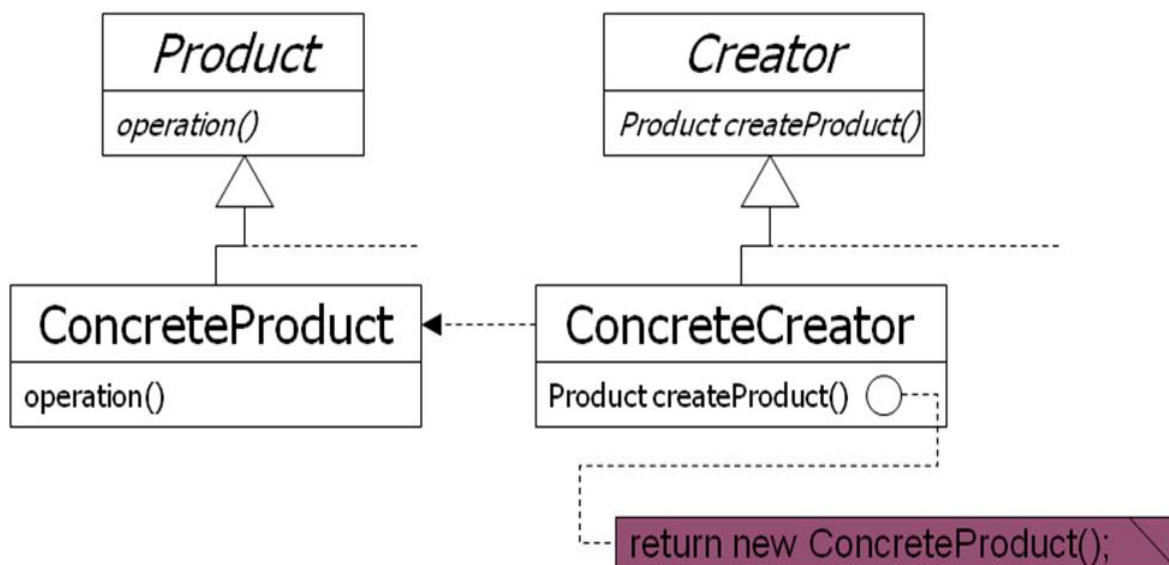 Product
operation()
Creator
Product createProduct()
ConcreteProduct
operation()
ConcreteCreator
Product createProduct()
return new ConcreteProduct();